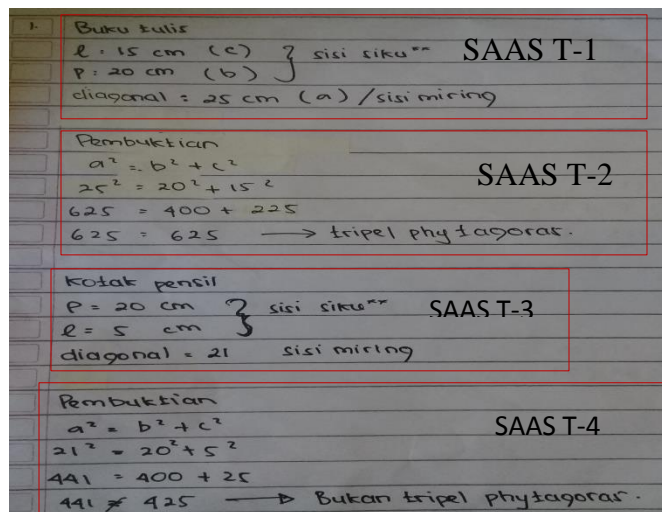 1. Buku tulis
l = 15 cm (c)
p = 20 cm (b)
} sisi siku"
SAAS T-1
diagonal = 25 cm (a) / sisi miring
Pembuktian
a² = b² + c²
25² = 20² + 15²
SAAS T-2
625 = 400 + 225
625 = 625 → tripel phytagoras.
Kotak pensil
P = 20 cm
l = 5 cm
} sisi siku"
SAAS T-3
diagonal = 21 sisi miring
Pembuktian
a² = b² + c²
SAAS T-4
21² = 20² + 5²
441 = 400 + 25
441 ≠ 425 → Bukan tripel phytagoras.